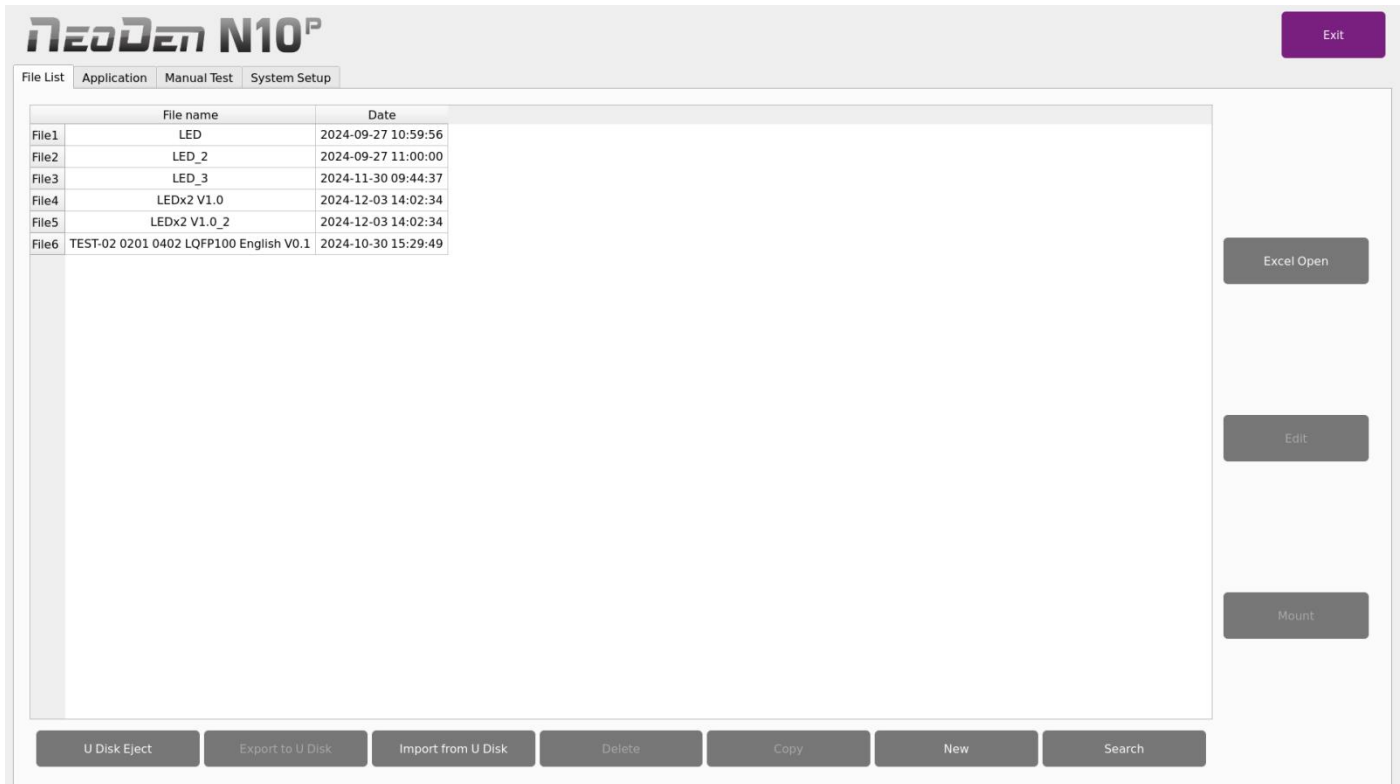 NEODEN N10P
Exit
File List Application Manual Test System Setup
File name Date
File1 LED 2024-09-27 10:59:56
File2 LED_2 2024-09-27 11:00:00
File3 LED_3 2024-11-30 09:44:37
File4 LEDx2 V1.0 2024-12-03 14:02:34
File5 LEDx2 V1.0_2 2024-12-03 14:02:34
File6 TEST-02 0201 0402 LQFP100 English V0.1 2024-10-30 15:29:49
Excel Open
Edit
Mount
U Disk Eject Export to U Disk Import from U Disk Delete Copy New Search